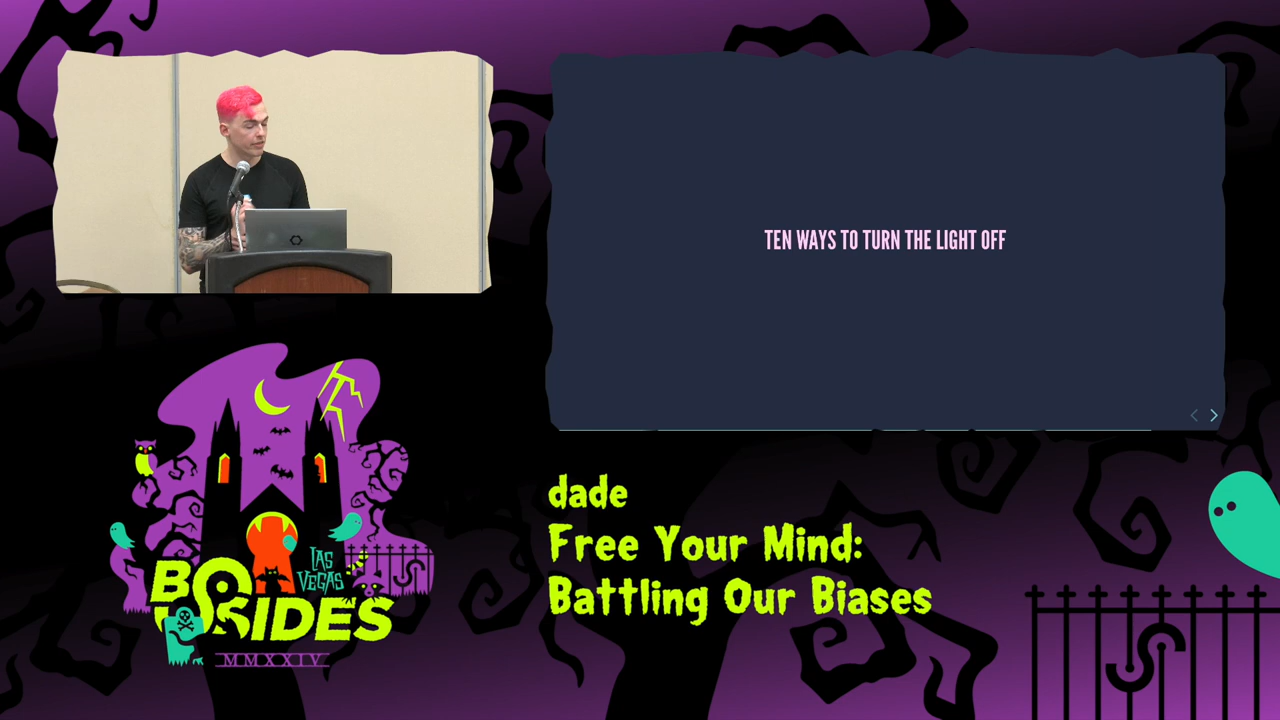 TEN WAYS TO TURN THE LIGHT OFF
BSIDES
LAS
VEGAS
MMXXIV
dade
Free Your Mind:
Battling Our Biases